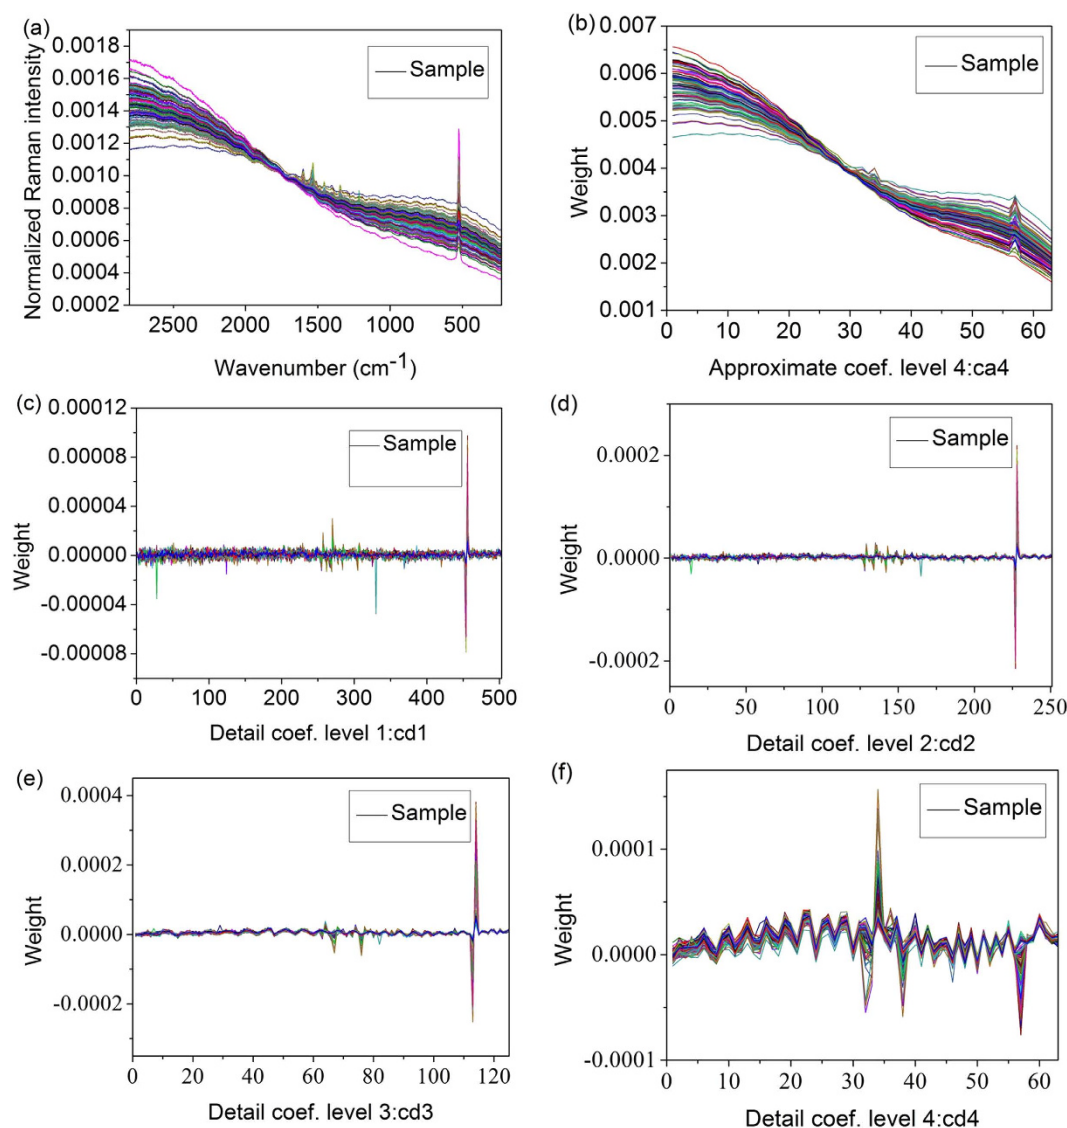 (a)
0.0018
0.0016
0.0014
0.0012
0.0010
0.0008
0.0006
0.0004
0.0002
Normalized Raman intensity
Sample
2500 2000 1500 1000 500
Wavenumber (cm-1)
(b)
0.007
0.006
0.005
0.004
0.003
0.002
0.001
Weight
Sample
0 10 20 30 40 50 60
Approximate coef. level 4:ca4
(c)
0.00012
0.00008
0.00004
0.00000
-0.00004
-0.00008
Weight
Sample
0 100 200 300 400 500
Detail coef. level 1:cd1
(d)
0.0002
0.0000
-0.0002
Weight
Sample
0 50 100 150 200 250
Detail coef. level 2:cd2
(e)
0.0004
0.0002
0.0000
-0.0002
Weight
Sample
0 20 40 60 80 100 120
Detail coef. level 3:cd3
(f)
0.0001
0.0000
-0.0001
Weight
Sample
0 10 20 30 40 50 60
Detail coef. level 4:cd4